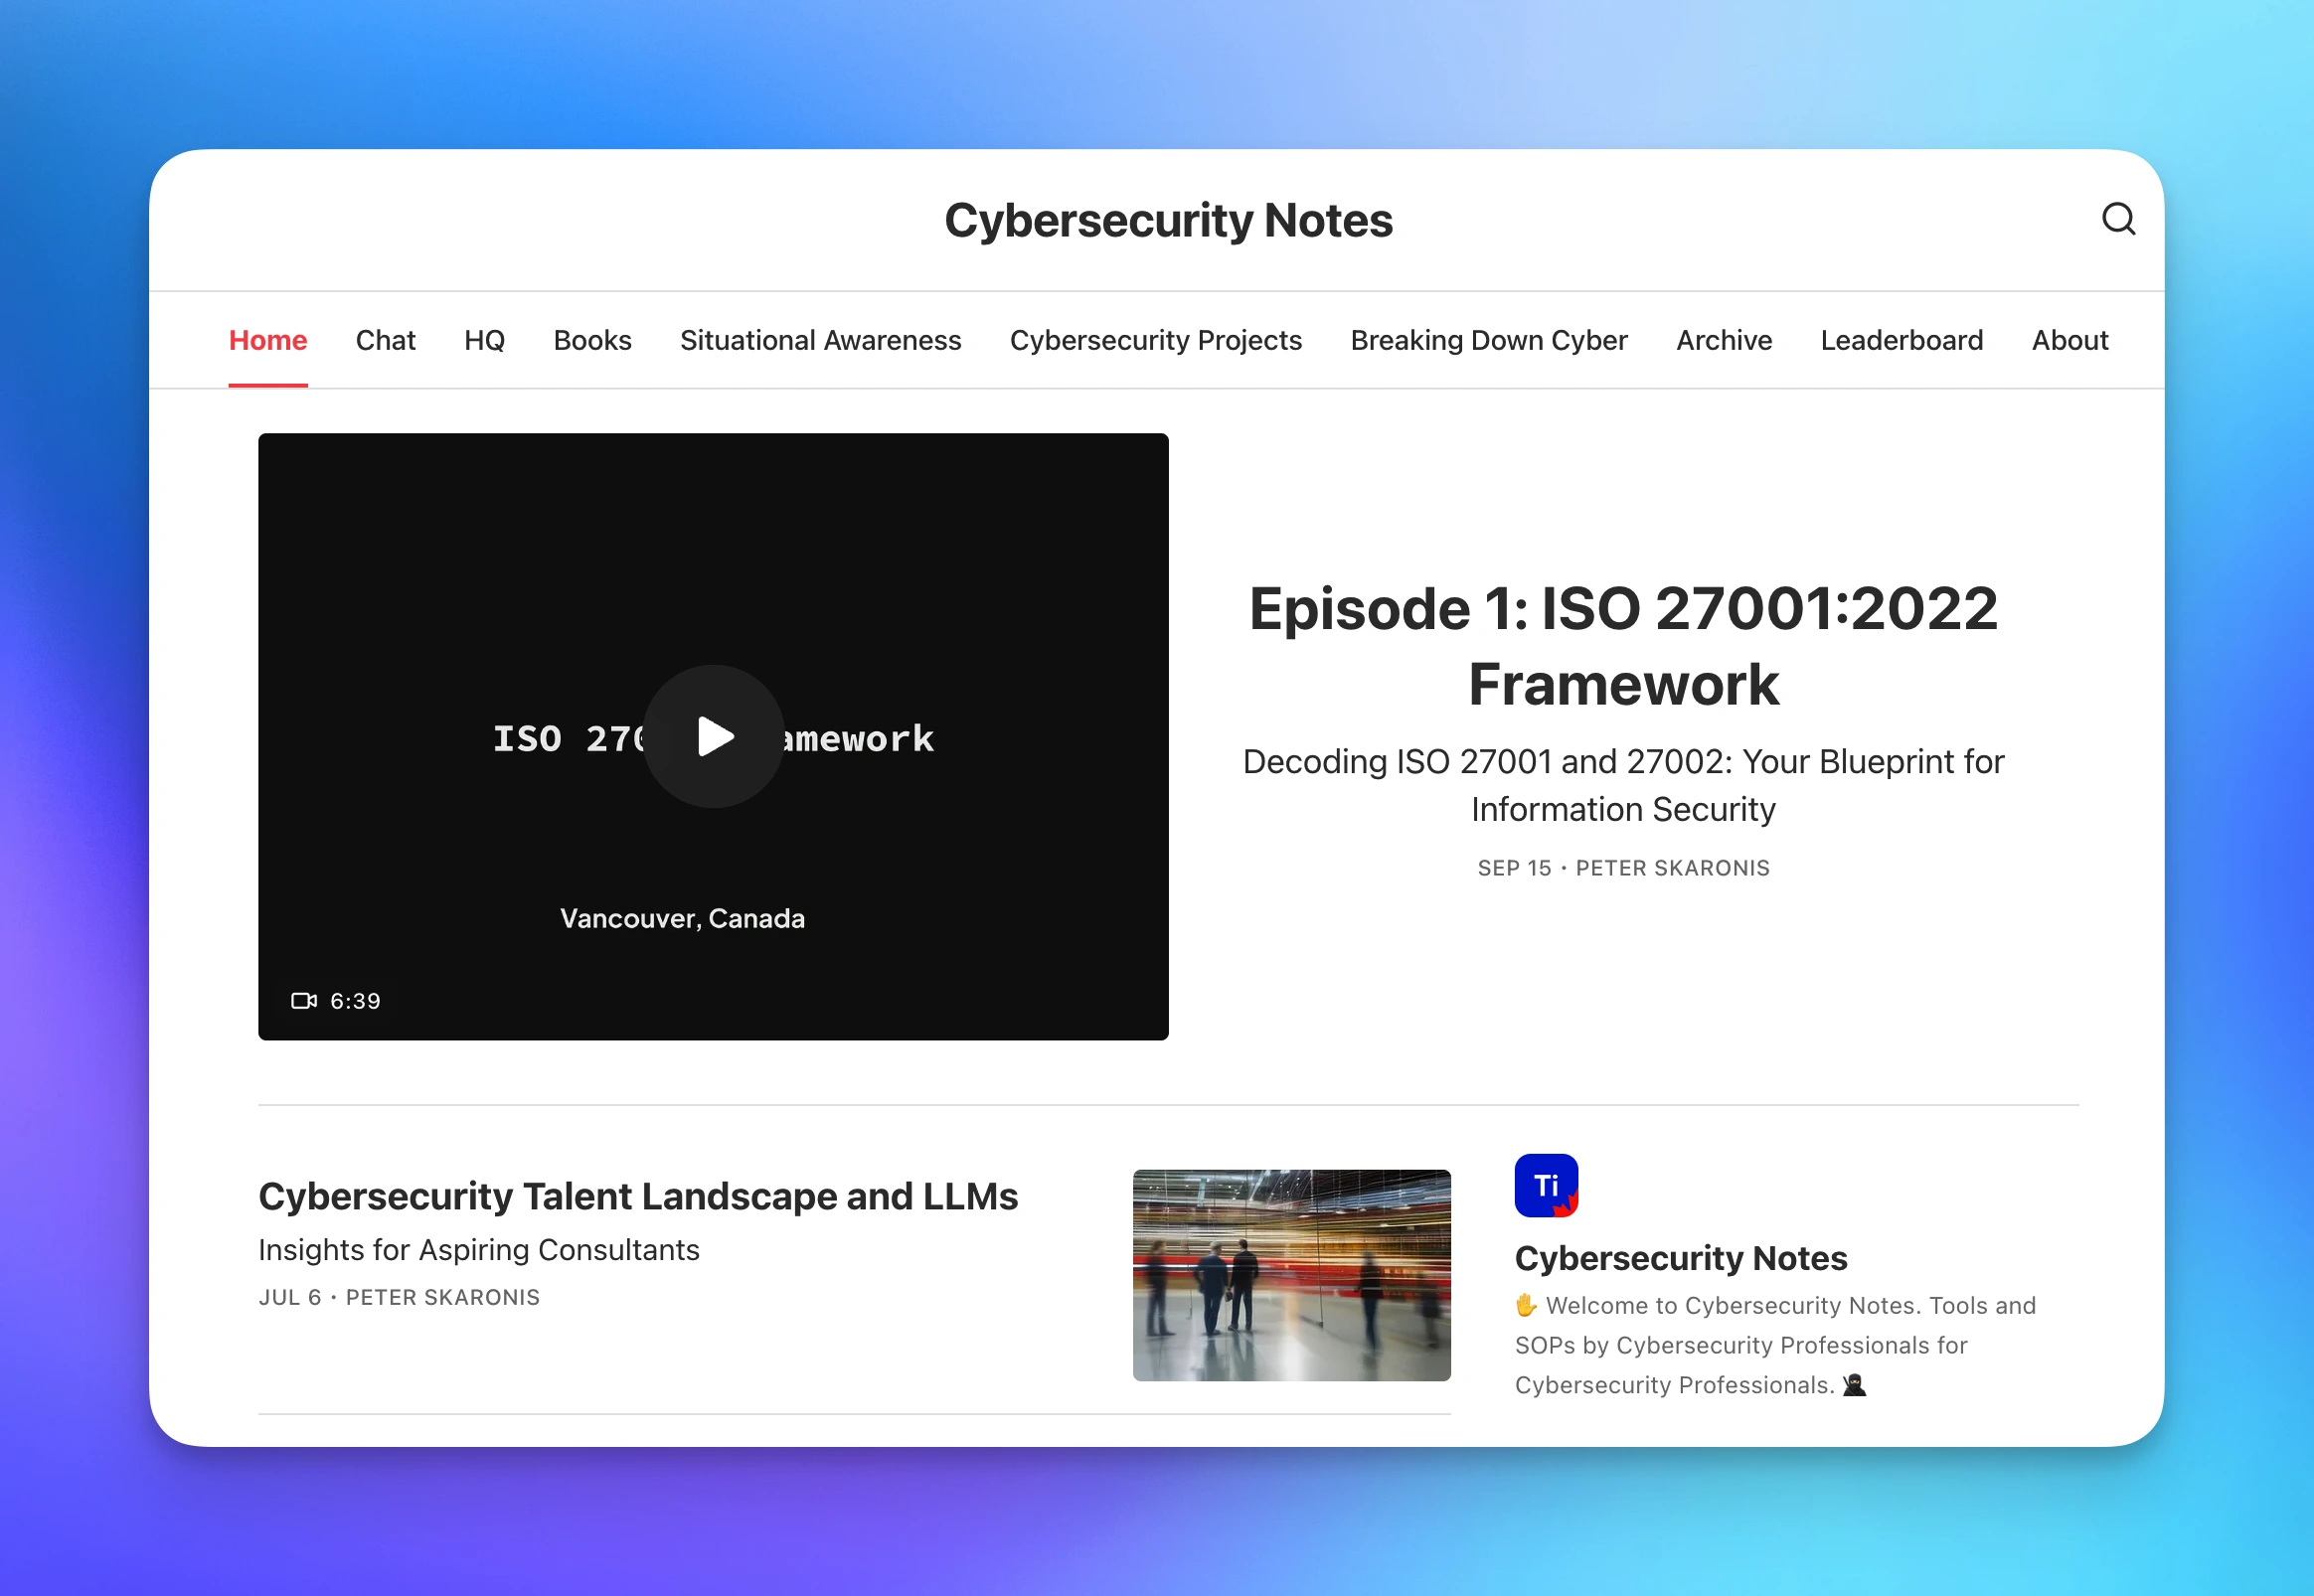 Cybersecurity Notes
Home Chat HQ Books Situational Awareness Cybersecurity Projects Breaking Down Cyber Archive Leaderboard About
ISO 270 amework
Vancouver, Canada
6:39
Episode 1: ISO 27001:2022
Framework
Decoding ISO 27001 and 27002: Your Blueprint for
Information Security
SEP 15 • PETER SKARONIS
Cybersecurity Talent Landscape and LLMs
Insights for Aspiring Consultants
JUL 6 • PETER SKARONIS
Ti
Cybersecurity Notes
✋ Welcome to Cybersecurity Notes. Tools and
SOPs by Cybersecurity Professionals for
Cybersecurity Professionals. 🥷